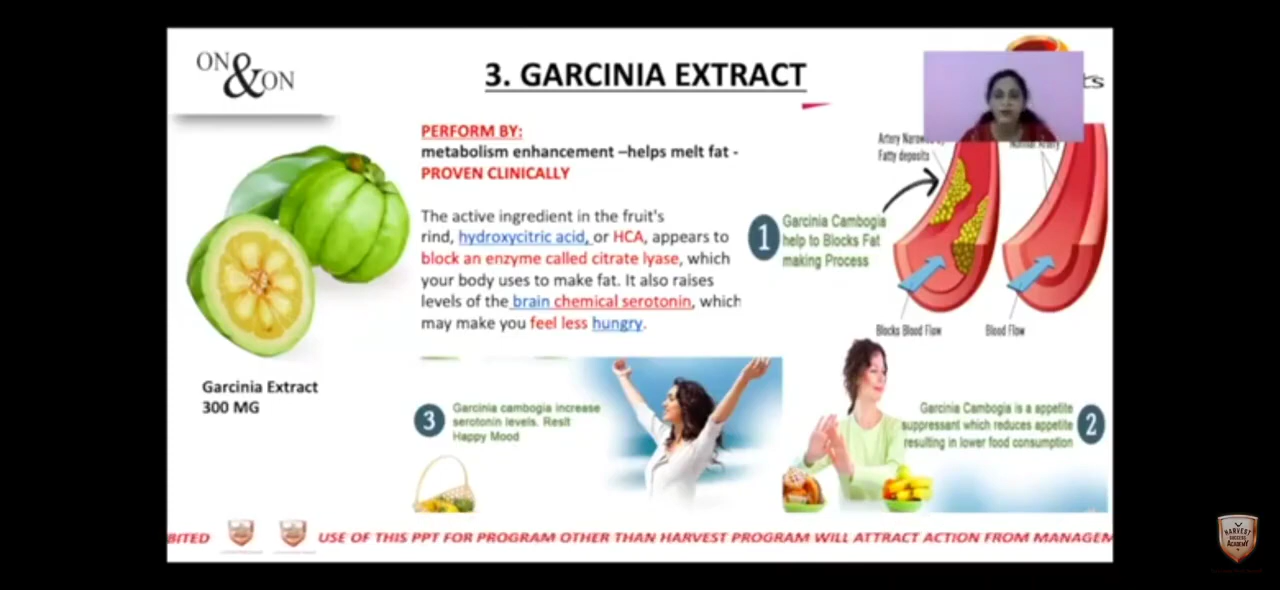 ON & ON
3. GARCINIA EXTRACT
PERFORM BY:
metabolism enhancement –helps melt fat -
PROVEN CLINICALLY
The active ingredient in the fruit's
rind, hydroxycitric acid, or HCA, appears to
block an enzyme called citrate lyase, which
your body uses to make fat. It also raises
levels of the brain chemical serotonin, which
may make you feel less hungry.
Garcinia Extract
300 MG
Fatty deposits
Artery
1
Garcinia Cambogia
help to Blocks Fat
making Process
Blocks Blood Flow
Blood Flow
3
Garcinia cambogia increase
serotonin levels. Reslt
Happy Mood
Garcinia Cambogia is a appetite
suppressant which reduces appetite
resulting in lower food consumption
2
BITED
USE OF THIS PPT FOR PROGRAM OTHER THAN HARVEST PROGRAM WILL ATTRACT ACTION FROM MANAGEM
HARVEST
SUCCESS
ACADEMY